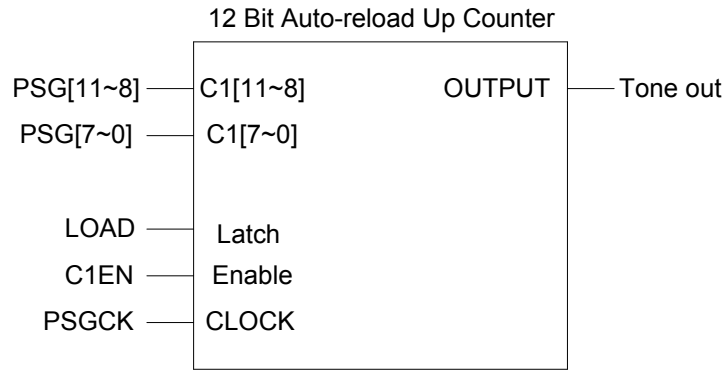 12 Bit Auto-reload Up Counter
PSG[11~8] C1[11~8] OUTPUT Tone out
PSG[7~0] C1[7~0]
LOAD Latch
C1EN Enable
PSGCK CLOCK